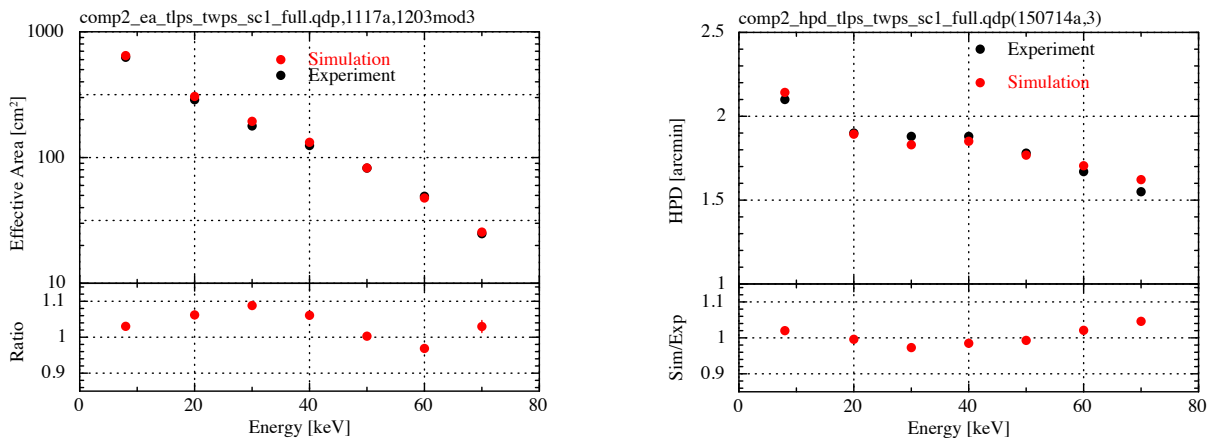 comp2_ea_tlps_twps_sc1_full.qdp,1117a,1203mod3
1000
100
10
Effective Area [cm²]
Simulation
Experiment
1.1
1
0.9
Ratio
0 20 40 60 80
Energy [keV]
comp2_hpd_tlps_twps_sc1_full.qdp(150714a,3)
2.5
2
1.5
1
HPD [arcmin]
Experiment
Simulation
1.1
1
0.9
Sim/Exp
0 20 40 60 80
Energy [keV]